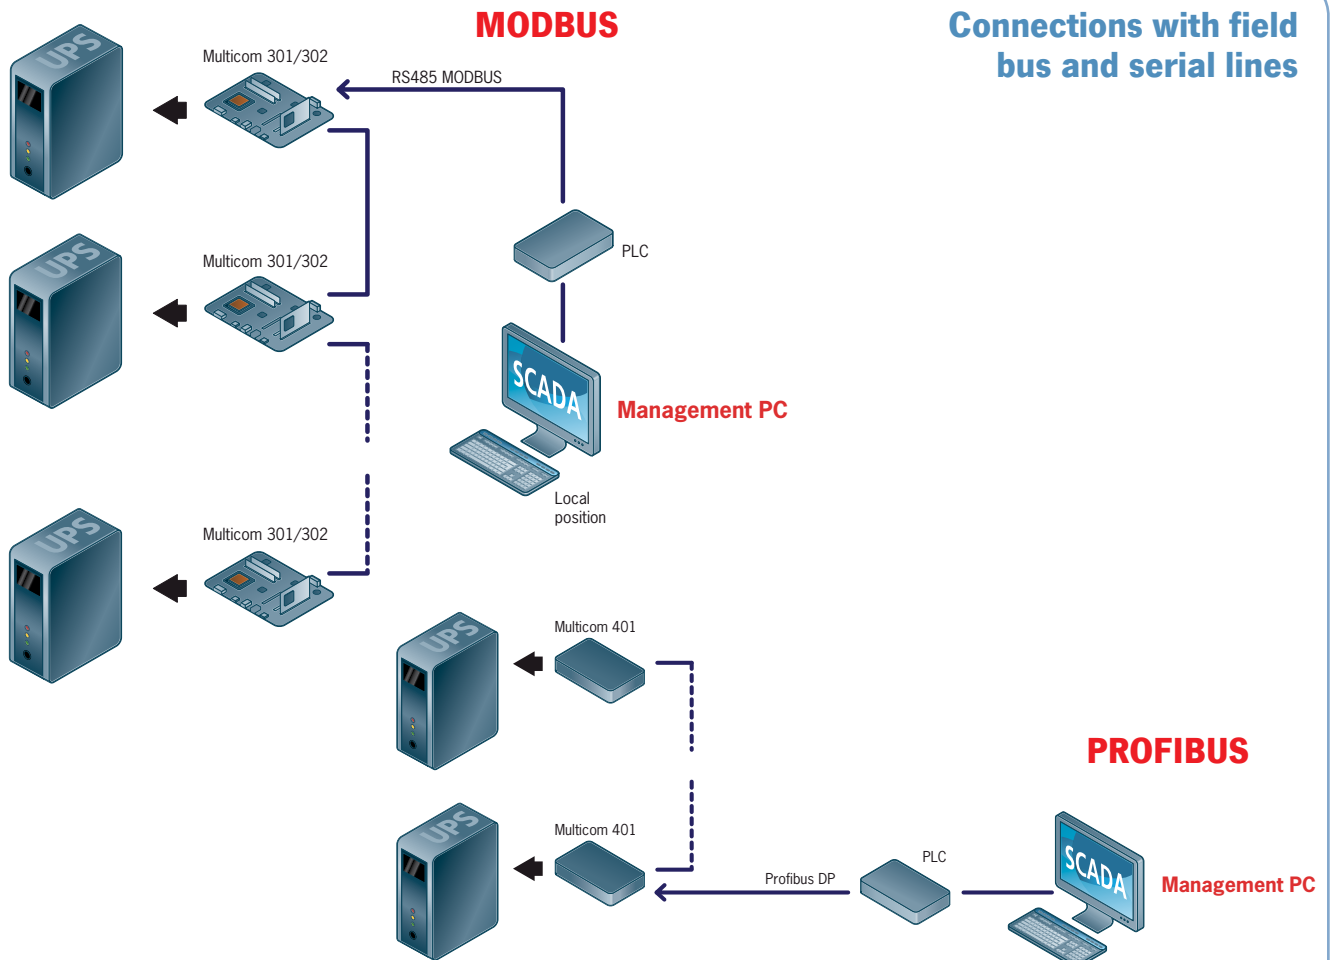 MODBUS
Connections with field
bus and serial lines
UPS
Multicom 301/302
RS485 MODBUS
UPS
Multicom 301/302
PLC
SCADA
Management PC
Local
position
UPS
Multicom 301/302
UPS
Multicom 401
PROFIBUS
UPS
Multicom 401
Profibus DP
PLC
SCADA
Management PC